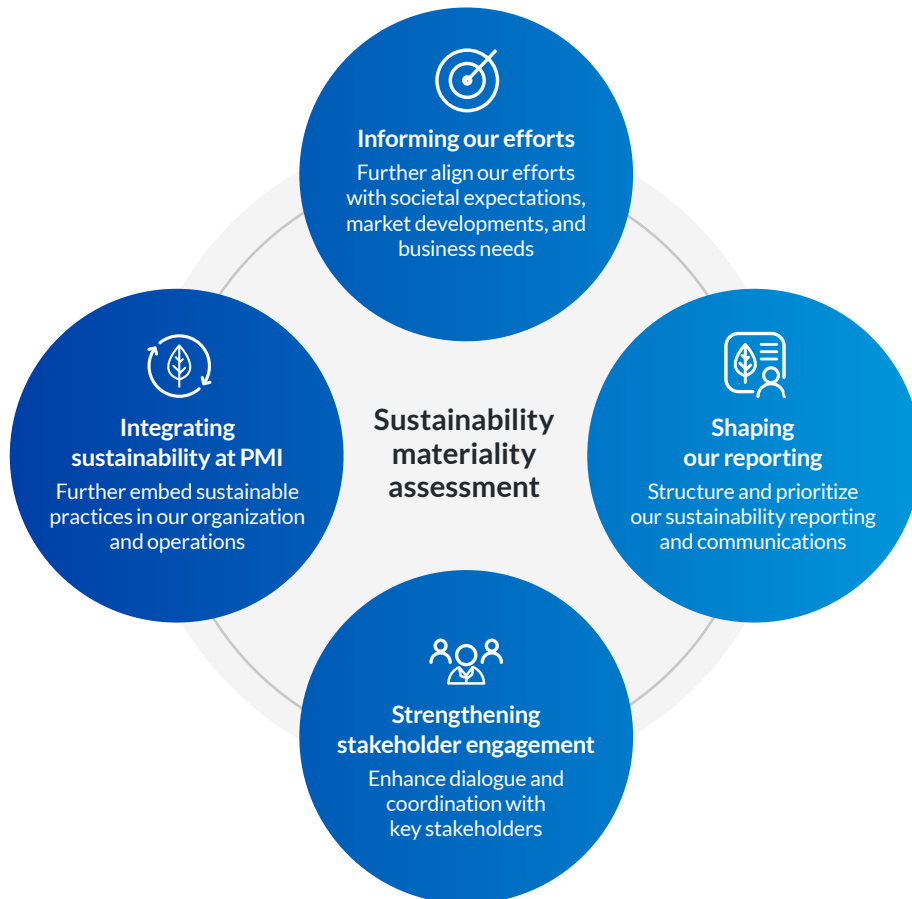 Informing our efforts
Further align our efforts
with societal expectations,
market developments, and
business needs
Integrating
sustainability at PMI
Further embed sustainable
practices in our organization
and operations
Sustainability
materiality
assessment
Shaping
our reporting
Structure and prioritize
our sustainability reporting
and communications
Strengthening
stakeholder engagement
Enhance dialogue and
coordination with
key stakeholders